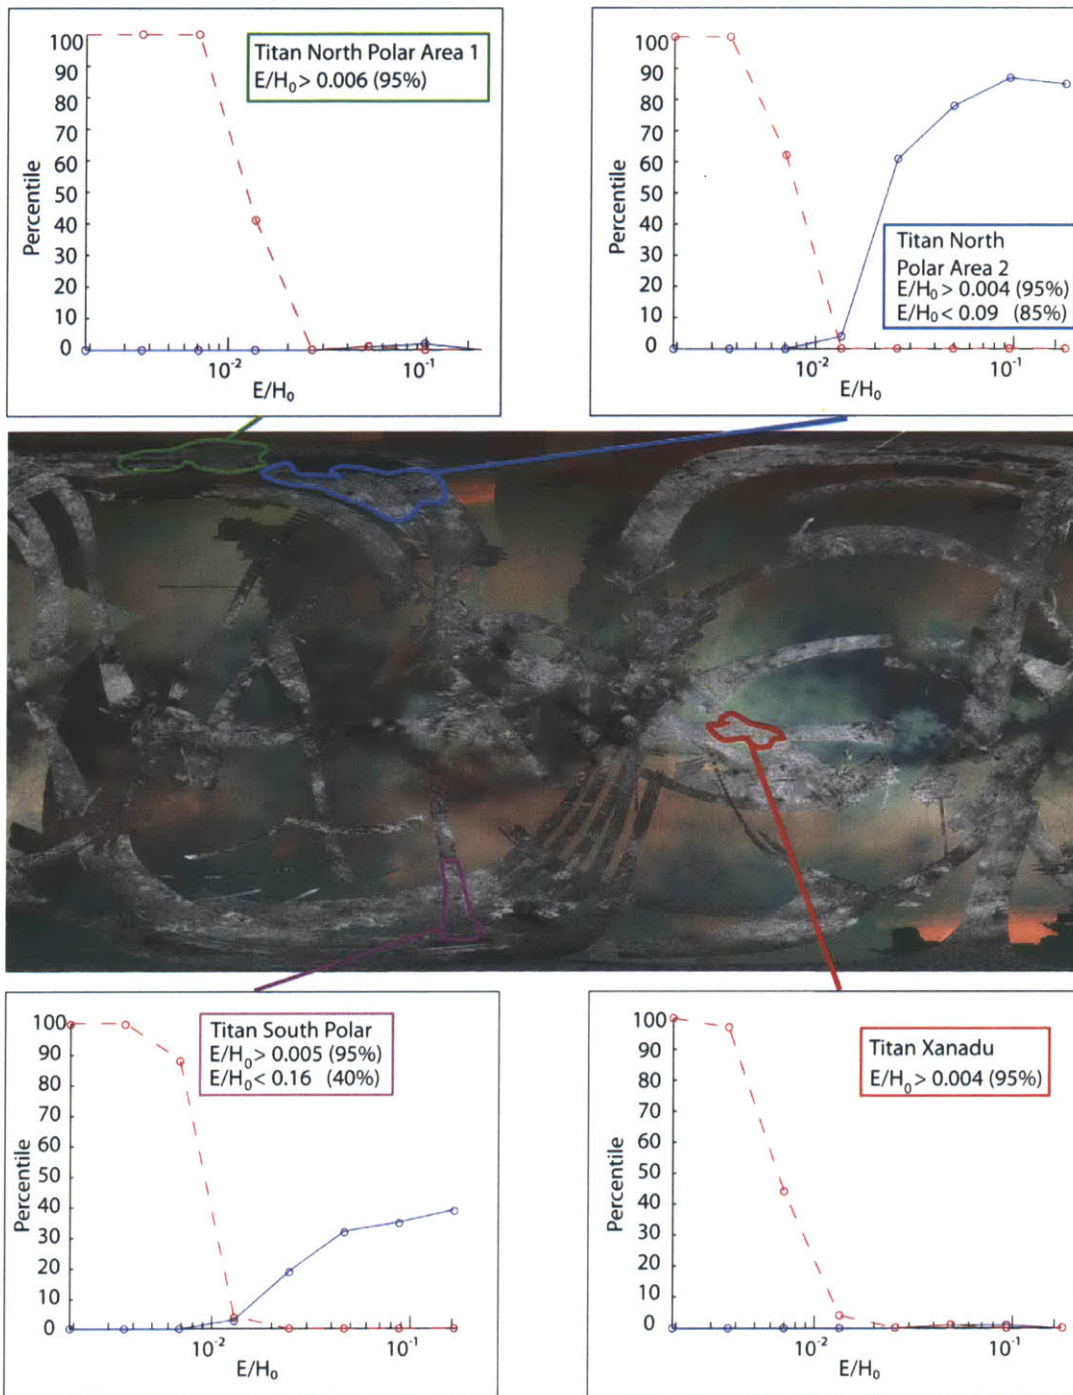 100
90
80
70
60
50
40
30
20
10
0
Percentile
Titan North Polar Area 1
E/H₀ > 0.006 (95%)
10⁻²
10⁻¹
E/H₀
100
90
80
70
60
50
40
30
20
10
0
Percentile
Titan North
Polar Area 2
E/H₀ > 0.004 (95%)
E/H₀ < 0.09 (85%)
10⁻²
10⁻¹
E/H₀
100
90
80
70
60
50
40
30
20
10
0
Percentile
Titan South Polar
E/H₀ > 0.005 (95%)
E/H₀ < 0.16 (40%)
10⁻²
10⁻¹
E/H₀
100
90
80
70
60
50
40
30
20
10
0
Percentile
Titan Xanadu
E/H₀ > 0.004 (95%)
10⁻²
10⁻¹
E/H₀